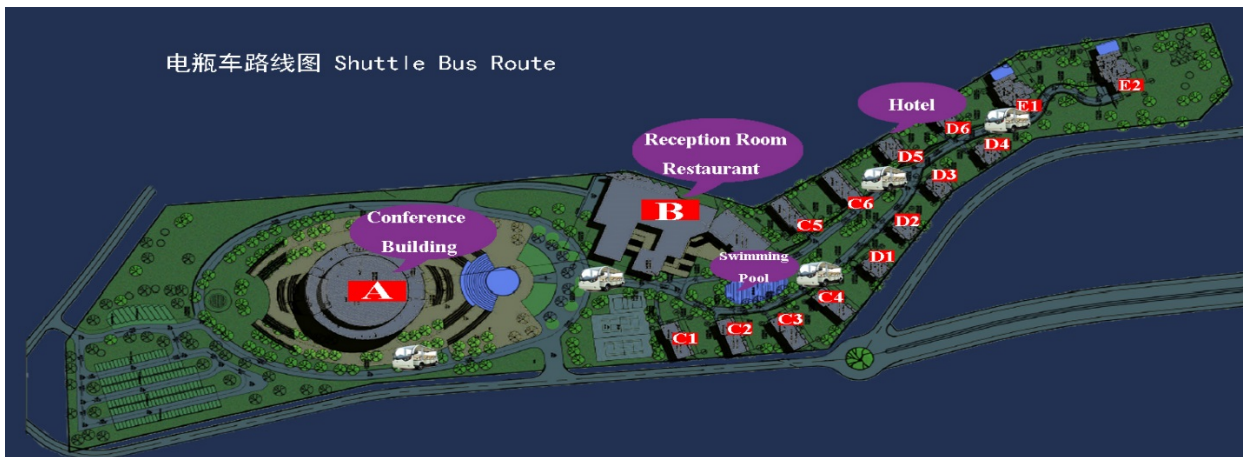 电瓶车路线图 Shuttle Bus Route
Conference
Building
A
Reception Room
Restaurant
B
Swimming
Pool
Hotel
C1
C2
C3
C4
C5
C6
D1
D2
D3
D4
D5
D6
E1
E2